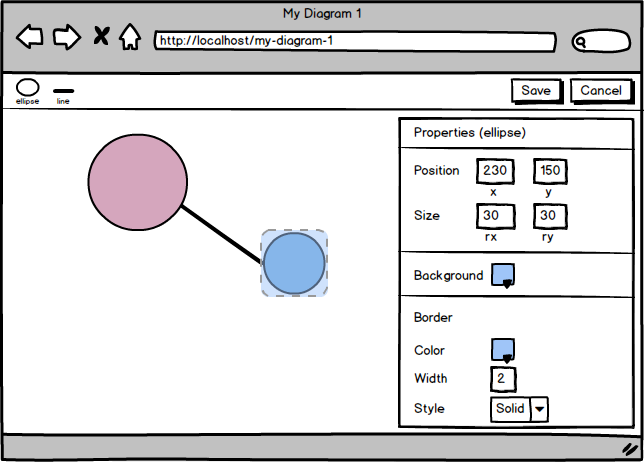 My Diagram 1
http://localhost/my-diagram-1
ellipse
line
Save
Cancel
Properties (ellipse)
Position
230
150
x
y
Size
30
30
rx
ry
Background
Border
Color
Width
2
Style
Solid